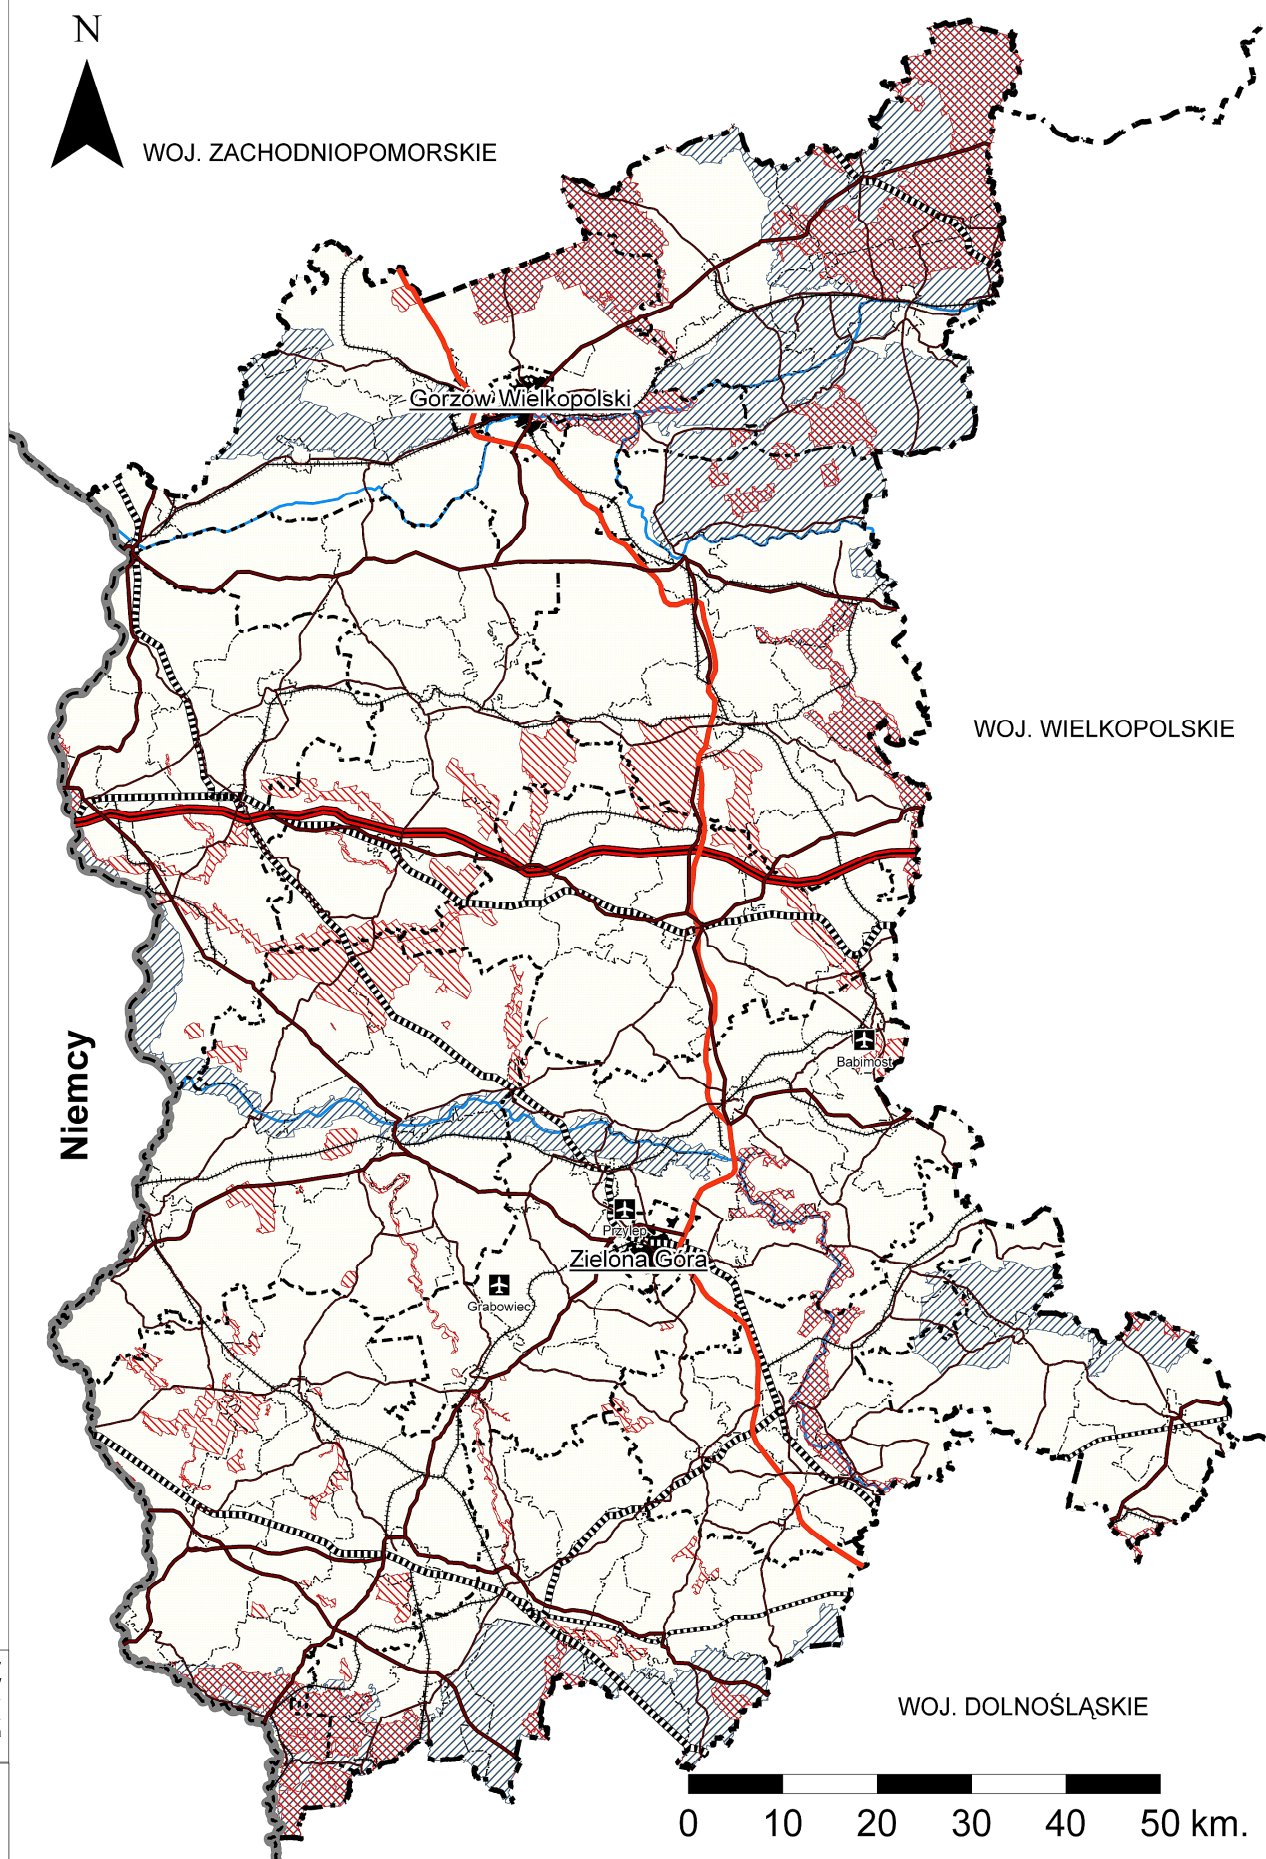 N
WOJ. ZACHODNIOPOMORSKIE
Gorzów Wielkopolski
WOJ. WIELKOPOLSKIE
Niemcy
Babimost
Przylep
Zielona Góra
Grabowiec
WOJ. DOLNOŚLĄSKIE
0 10 20 30 40 50 km.